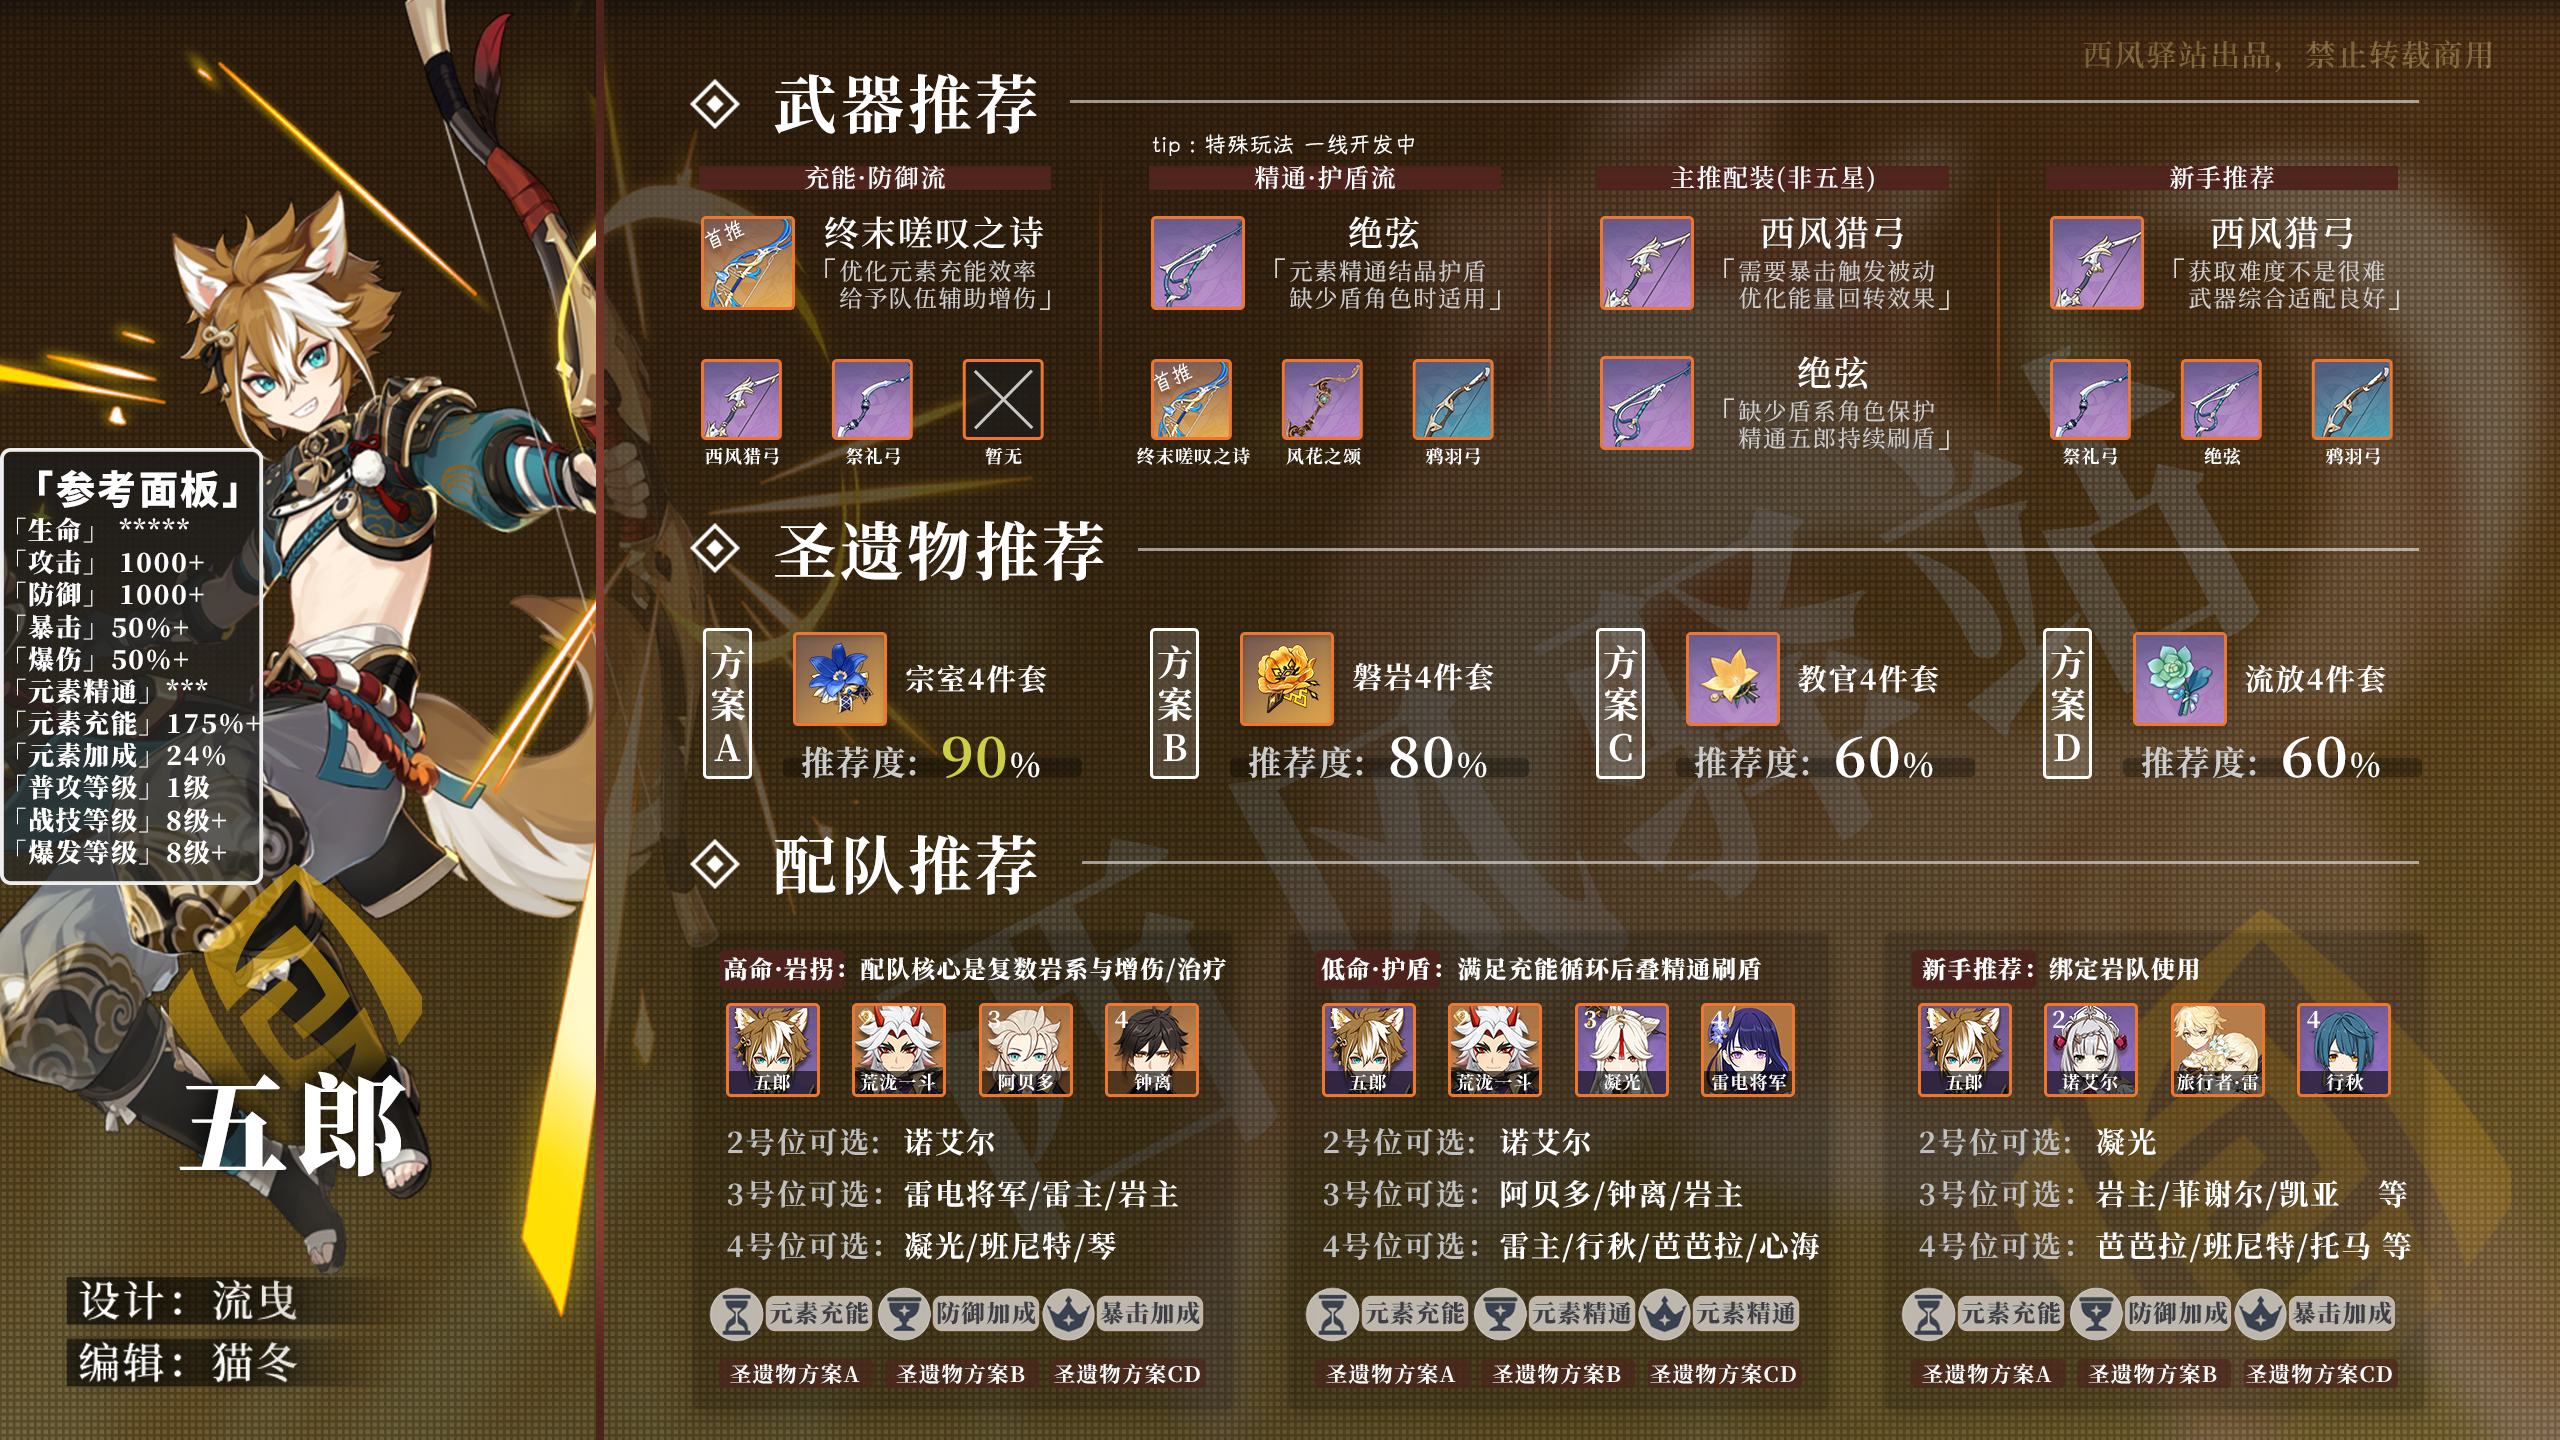 西风驿站出品，禁止转载商用
武器推荐
tip：特殊玩法 一线开发中
充能·防御流
首推
终末嗟叹之诗
「优化元素充能效率
给予队伍辅助增伤」
西风猎弓
祭礼弓
暂无
精通·护盾流
绝弦
「元素精通结晶护盾
缺少盾角色时适用」
首推
终末嗟叹之诗
风花之颂
鸦羽弓
主推配装(非五星)
西风猎弓
「需要暴击触发被动
优化能量回转效果」
绝弦
「缺少盾系角色保护
精通五郎持续刷盾」
新手推荐
西风猎弓
「获取难度不是很难
武器综合适配良好」
祭礼弓
绝弦
鸦羽弓
「参考面板」
「生命」 *****
「攻击」 1000+
「防御」 1000+
「暴击」50%+
「爆伤」50%+
「元素精通」***
「元素充能」175%+
「元素加成」24%
「普攻等级」1级
「战技等级」8级+
「爆发等级」8级+
五郎
设计：流曳
编辑：猫冬
圣遗物推荐
方案A
宗室4件套
推荐度：90%
方案B
磐岩4件套
推荐度：80%
方案C
教官4件套
推荐度：60%
方案D
流放4件套
推荐度：60%
西风驿站
配队推荐
高命·岩拐：配队核心是复数岩系与增伤/治疗
1 五郎
2 荒泷一斗
3 阿贝多
4 钟离
2号位可选：诺艾尔
3号位可选：雷电将军/雷主/岩主
4号位可选：凝光/班尼特/琴
元素充能 防御加成 暴击加成
圣遗物方案A 圣遗物方案B 圣遗物方案CD
低命·护盾：满足充能循环后叠精通刷盾
1 五郎
2 荒泷一斗
3 凝光
4 雷电将军
2号位可选：诺艾尔
3号位可选：阿贝多/钟离/岩主
4号位可选：雷主/行秋/芭芭拉/心海
元素充能 元素精通 元素精通
圣遗物方案A 圣遗物方案B 圣遗物方案CD
新手推荐：绑定岩队使用
1 五郎
2 诺艾尔
旅行者·雷
4 行秋
2号位可选：凝光
3号位可选：岩主/菲谢尔/凯亚 等
4号位可选：芭芭拉/班尼特/托马 等
元素充能 防御加成 暴击加成
圣遗物方案A 圣遗物方案B 圣遗物方案CD